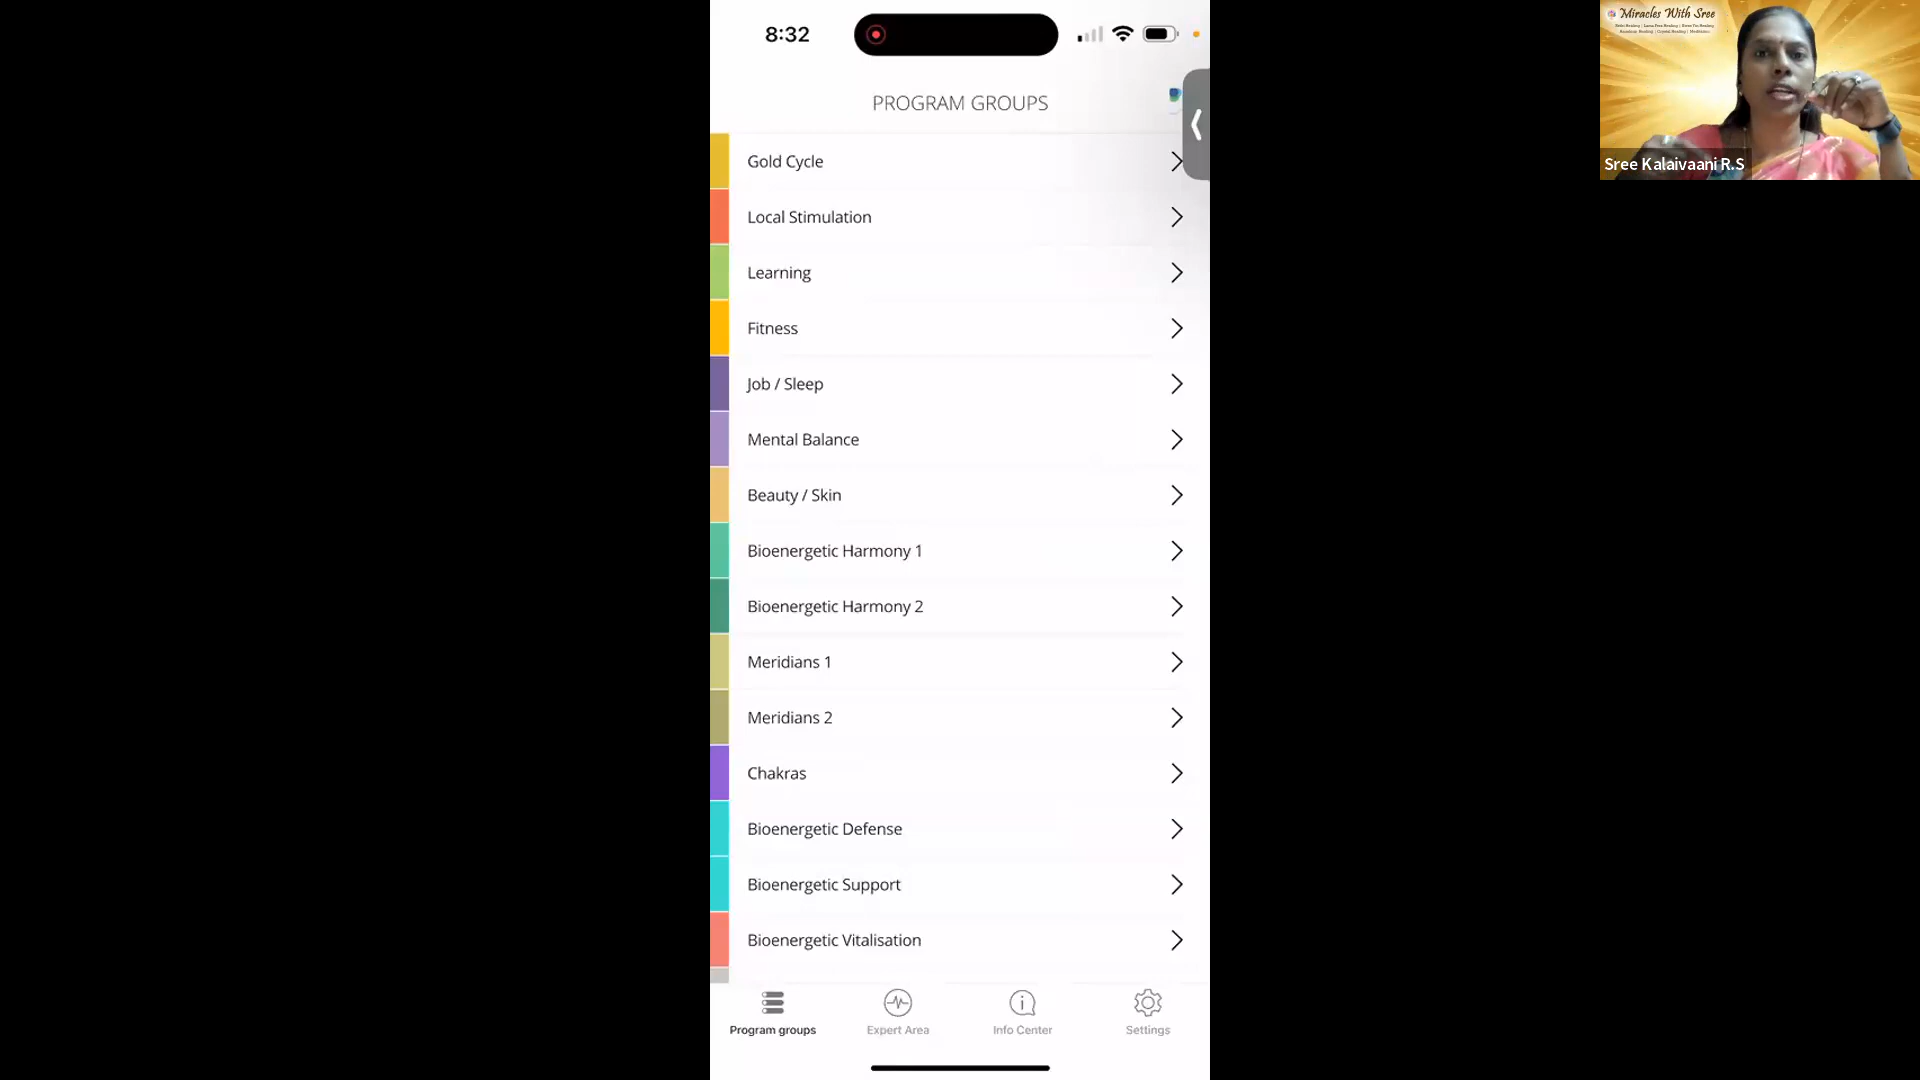 8:32
PROGRAM GROUPS
Gold Cycle
Local Stimulation
Learning
Fitness
Job / Sleep
Mental Balance
Beauty / Skin
Bioenergetic Harmony 1
Bioenergetic Harmony 2
Meridians 1
Meridians 2
Chakras
Bioenergetic Defense
Bioenergetic Support
Bioenergetic Vitalisation
Program groups
Expert Area
Info Center
Settings
Miracles With Sree
Sree Kalaivaani R.S